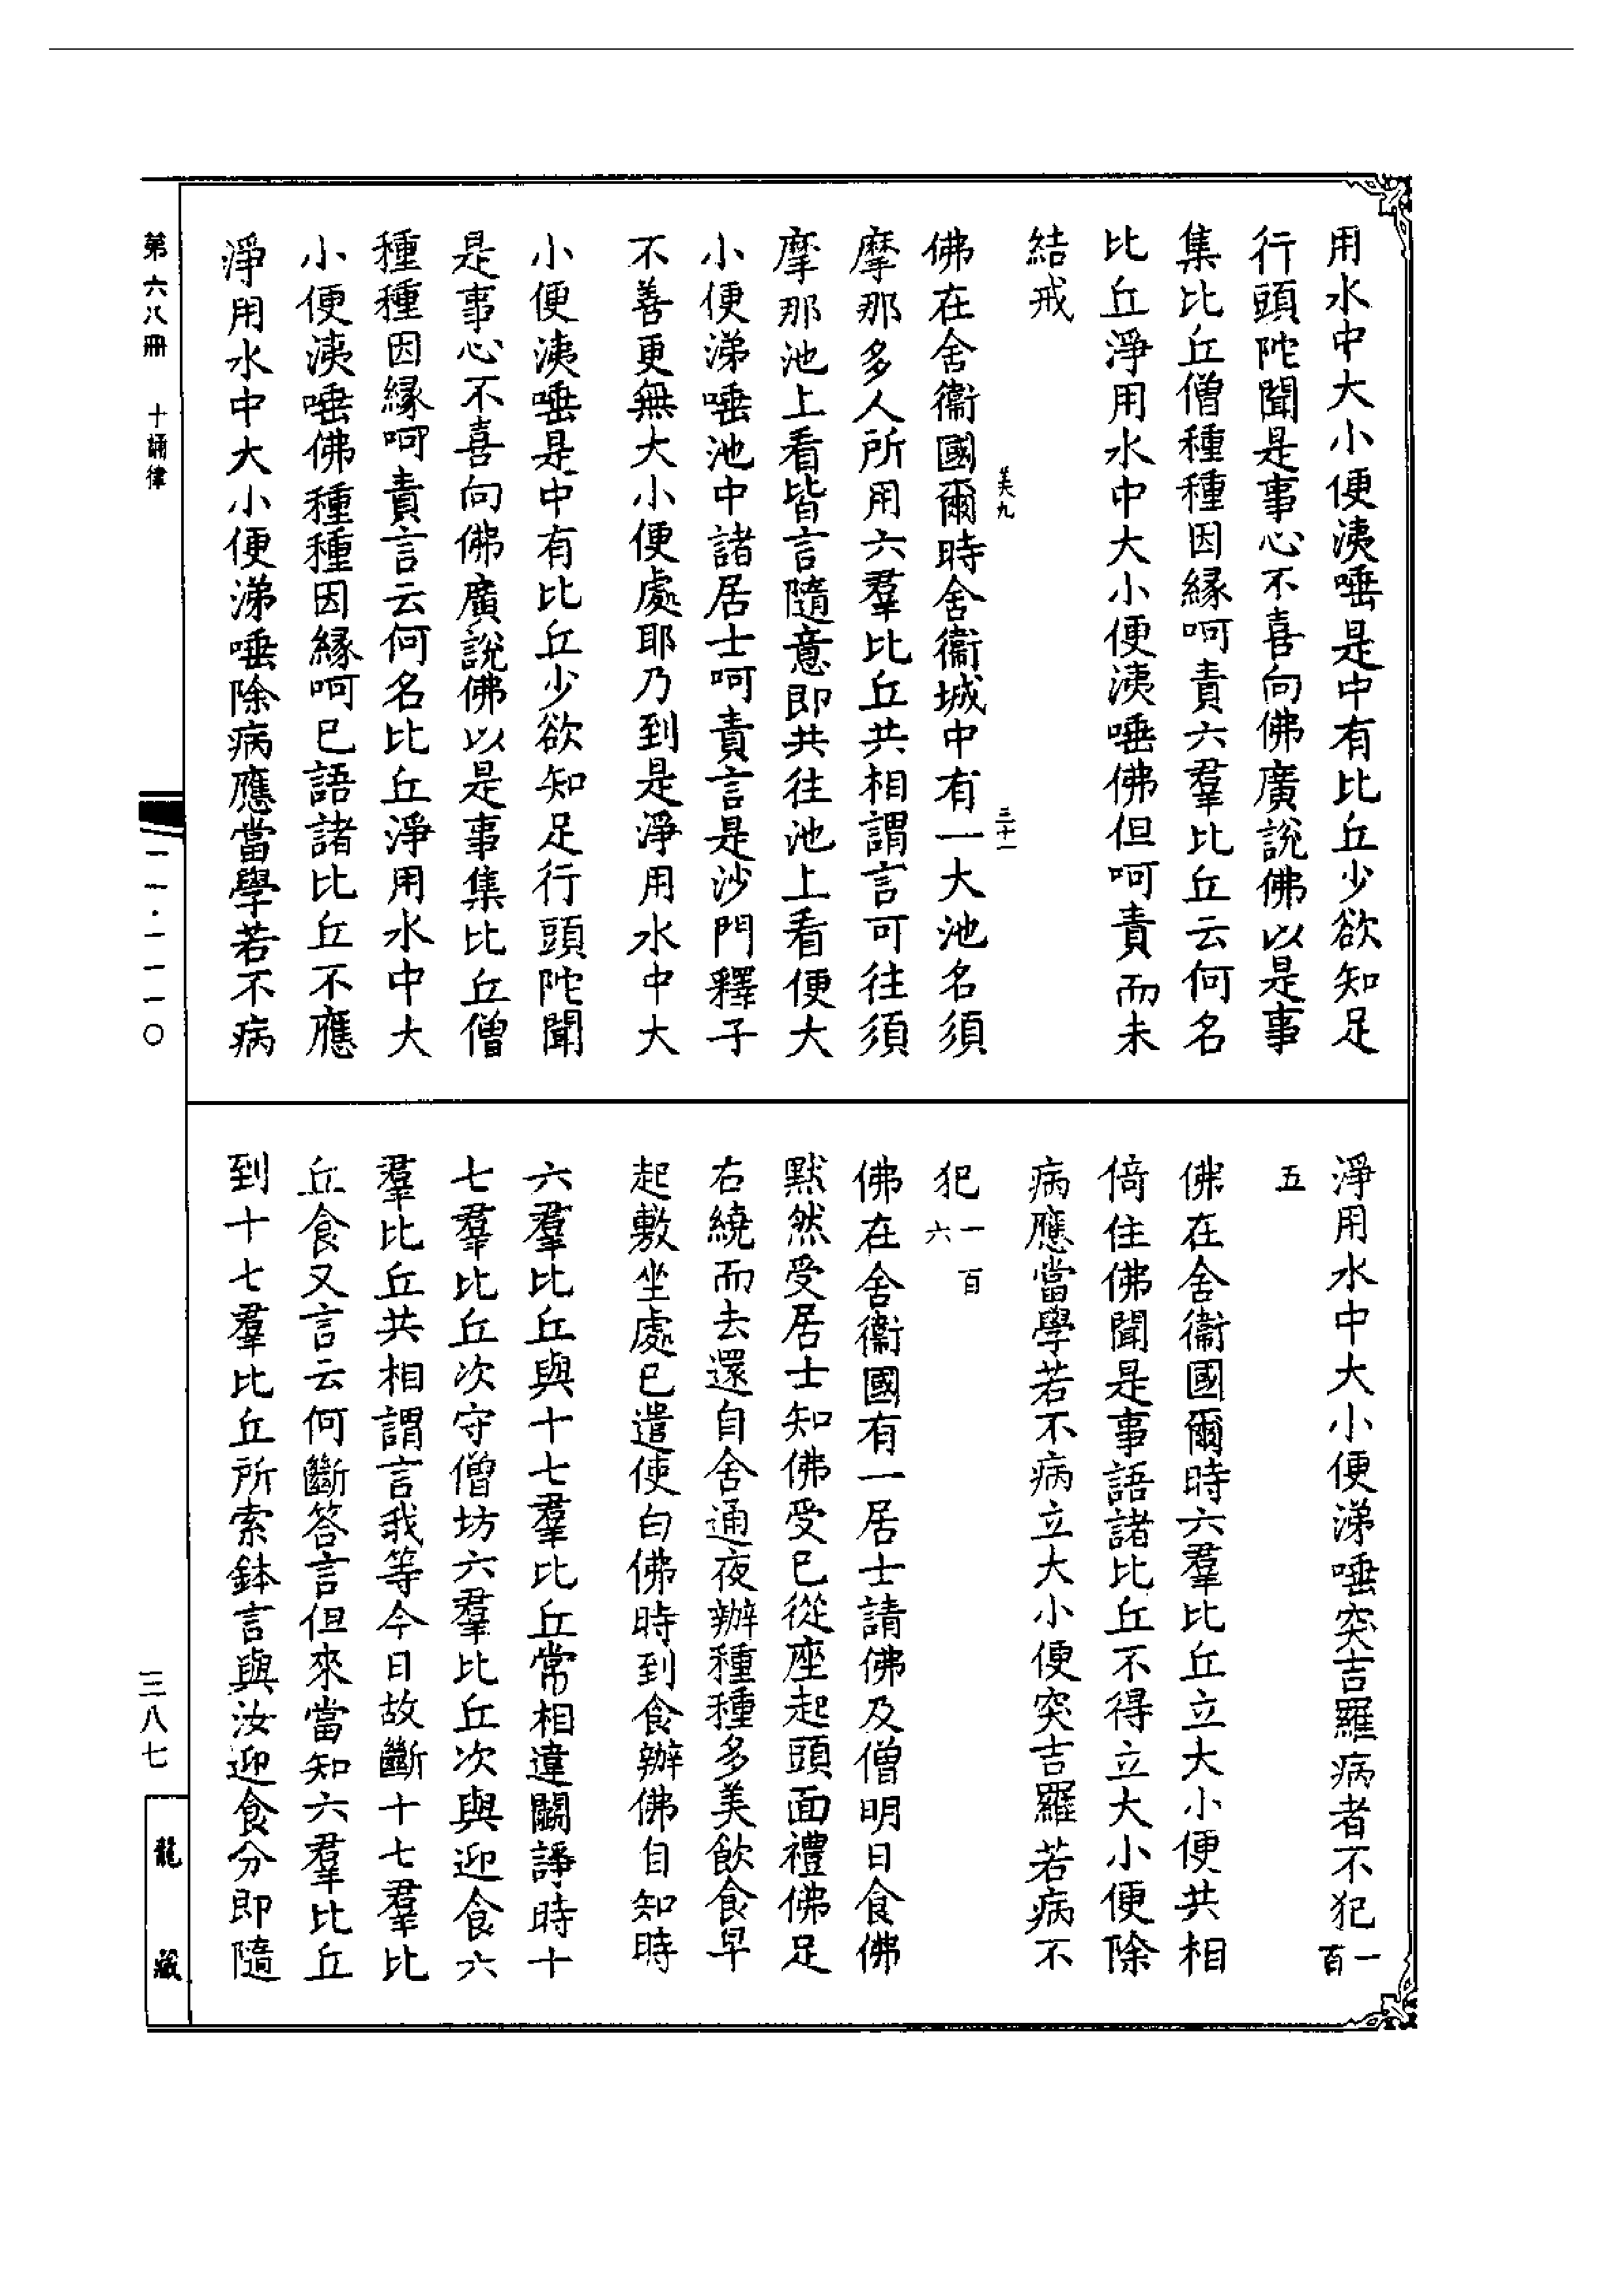 用水中大小便洟唾是中有比丘少欲知足
行頭陀聞是事心不喜向佛廣說佛以是事
集比丘僧種種因緣呵責六羣比丘云何名
比丘淨用水中大小便洟唾佛但呵責而未
結戒
美九
三十一
佛在舍衞國爾時舍衞城中有一大池名須
摩那多人所用六羣比丘共相謂言可往須
摩那池上看皆言隨意即共往池上看便大
小便涕唾池中諸居士呵責言是沙門釋子
不善更無大小便處耶乃到是淨用水中大
小便洟唾是中有比丘少欲知足行頭陀聞
是事心不喜向佛廣說佛以是事集比丘僧
種種因緣呵責言云何名比丘淨用水中大
小便洟唾佛種種因緣呵已語諸比丘不應
淨用水中大小便涕唾除病應當學若不病
淨用水中大小便涕唾突吉羅病者不犯一百
五
佛在舍衞國爾時六羣比丘立大小便共相
倚住佛聞是事語諸比丘不得立大小便除
病應當學若不病立大小便突吉羅若病不
犯一百六
佛在舍衞國有一居士請佛及僧明日食佛
默然受居士知佛受已從座起頭面禮佛足
右繞而去還自舍通夜辦種種多美飲食早
起敷坐處已遣使白佛時到食辦佛自知時
六羣比丘與十七羣比丘常相違鬬諍時十
七羣比丘次守僧坊六羣比丘次與迎食六
羣比丘共相謂言我等今日故斷十七羣比
丘食又言云何斷答言但來當知六羣比丘
到十七羣比丘所索鉢言與汝迎食分即隨
第六八冊 十誦律
一一·一一一〇
三八七
龍藏